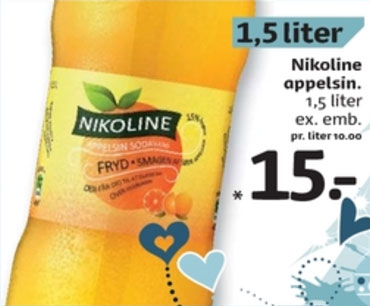 1,5 liter
Nikoline
appelsin.
1,5 liter
ex. emb.
pr. liter 10.00
* 15.-
NIKOLINE
APPELSIN SODAVAND
FRYD • SMAGEN AF